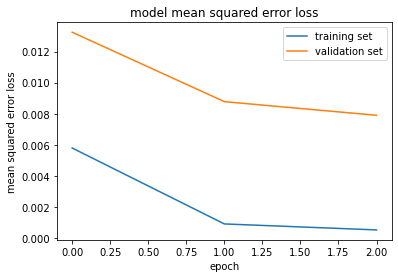 model mean squared error loss
training set
validation set
mean squared error loss
0.012
0.010
0.008
0.006
0.004
0.002
0.000
0.00 0.25 0.50 0.75 1.00 1.25 1.50 1.75 2.00
epoch